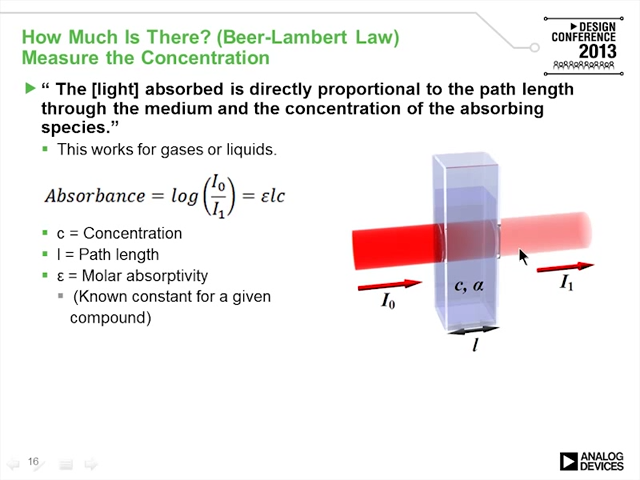 How Much Is There? (Beer-Lambert Law)
Measure the Concentration
DESIGN
CONFERENCE
2013
“ The [light] absorbed is directly proportional to the path length
through the medium and the concentration of the absorbing
species.”
This works for gases or liquids.
Absorbance = log(I₀/I₁) = εlc
c = Concentration
l = Path length
ε = Molar absorptivity
(Known constant for a given
compound)
I₀
c, α
I₁
l
16
ANALOG
DEVICES